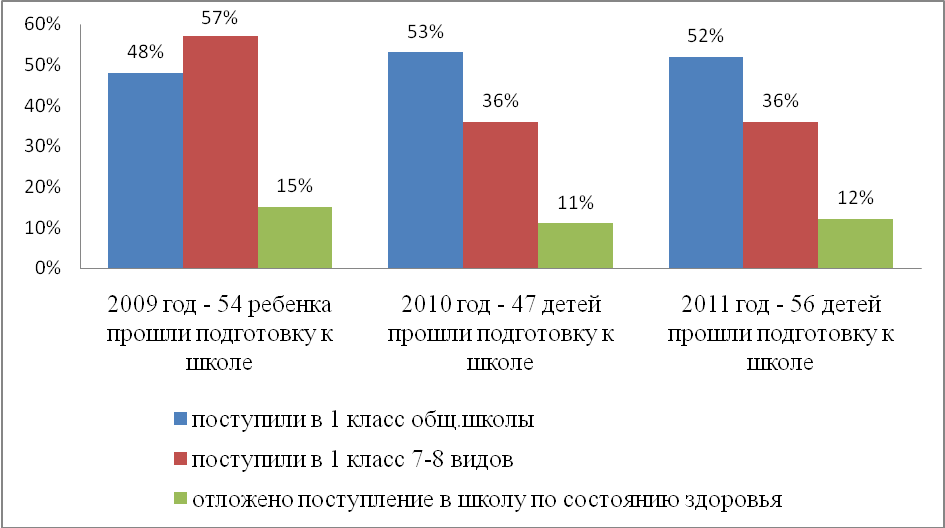 60%
50%
40%
30%
20%
10%
0%
48%
57%
15%
53%
36%
11%
52%
36%
12%
2009 год - 54 ребенка
прошли подготовку к
школе
2010 год - 47 детей
прошли подготовку к
школе
2011 год - 56 детей
прошли подготовку к
школе
поступили в 1 класс общ.школы
поступили в 1 класс 7-8 видов
отложено поступление в школу по состоянию здоровья